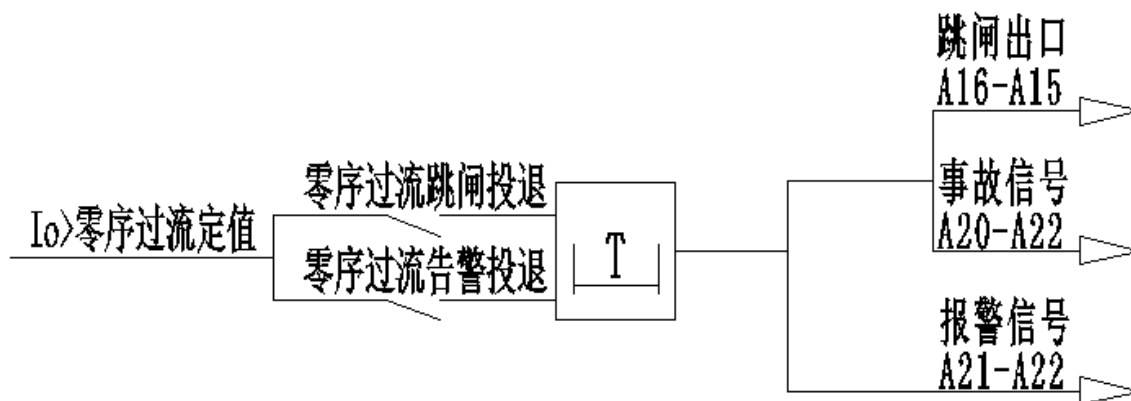 跳闸出口
A16-A15
零序过流跳闸投退
事故信号
Io>零序过流定值
A20-A22
零序过流告警投退
T
报警信号
A21-A22